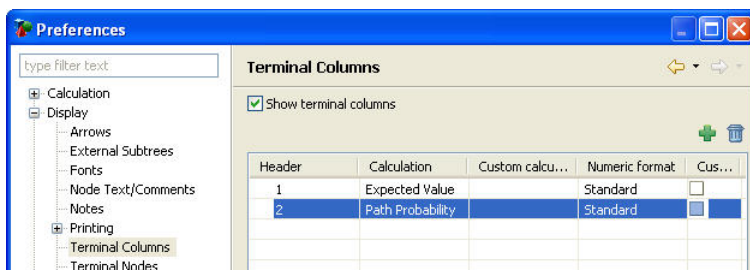 Preferences
type filter text
Calculation
Display
Arrows
External Subtrees
Fonts
Node Text/Comments
Notes
Printing
Terminal Columns
Terminal Nodes
Terminal Columns
Show terminal columns
Header Calculation Custom calcu... Numeric format Cus...
1 Expected Value Standard
2 Path Probability Standard